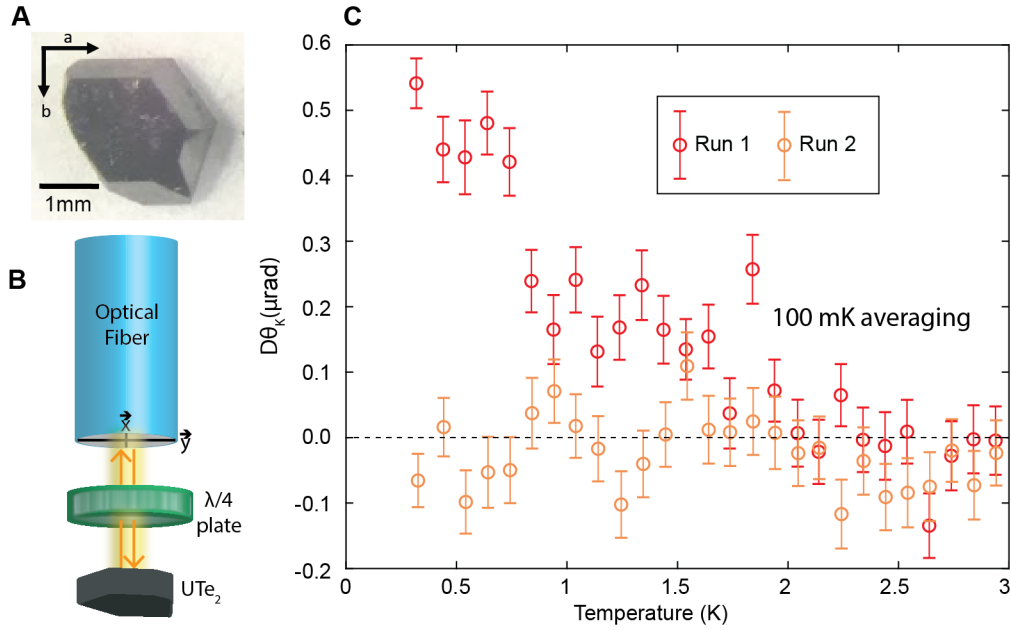 A
a
b
1mm
B
Optical
Fiber
x
y
λ/4
plate
UTe₂
C
DθK(μrad)
0.6
0.5
0.4
0.3
0.2
0.1
0.0
-0.1
-0.2
Run 1
Run 2
100 mK averaging
0
0.5
1
1.5
2
2.5
3
Temperature (K)